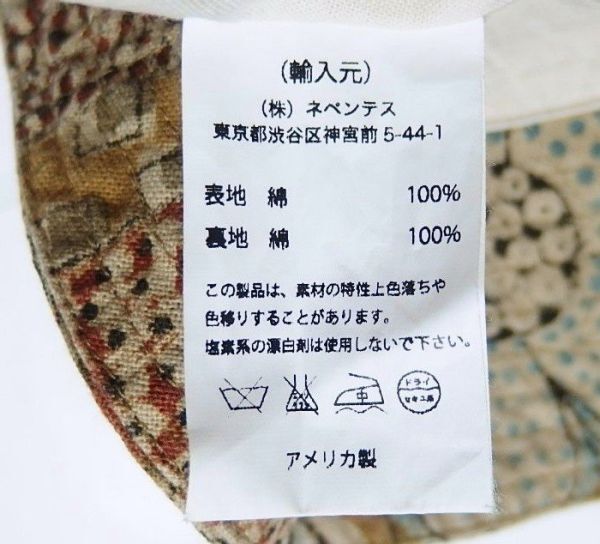 (輸入元)
(株) ネペンテス
東京都渋谷区神宮前 5-44-1
表地 綿 100%
裏地 綿 100%
この製品は、素材の特性上色落ちや
色移りすることがあります。
塩素系の漂白剤は使用しないで下さい。
中 ドライ
セキユ系
アメリカ製